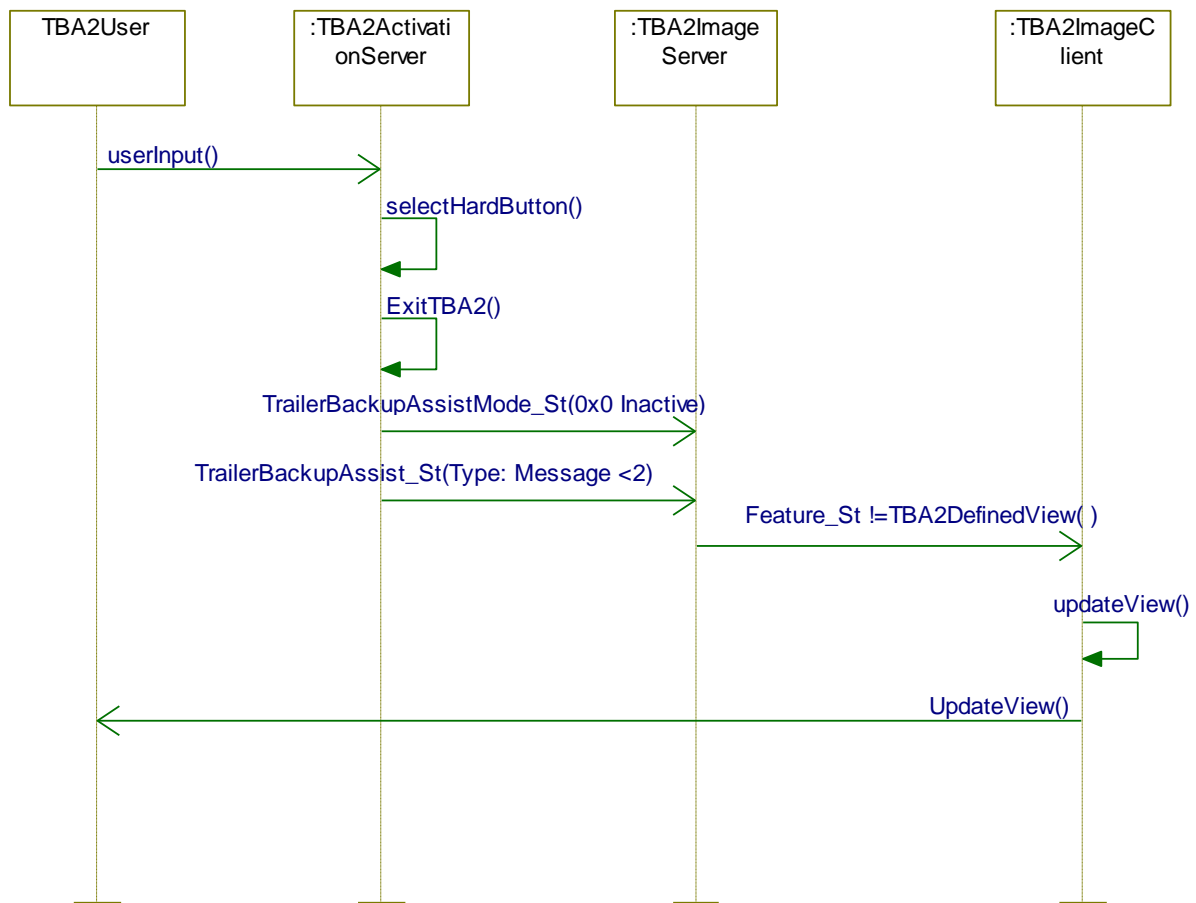 TBA2User
:TBA2Activati
onServer
:TBA2Image
Server
:TBA2ImageC
lient
userInput()
selectHardButton()
ExitTBA2()
TrailerBackupAssistMode_St(0x0 Inactive)
TrailerBackupAssist_St(Type: Message <2)
Feature_St !=TBA2DefinedView( )
updateView()
UpdateView()